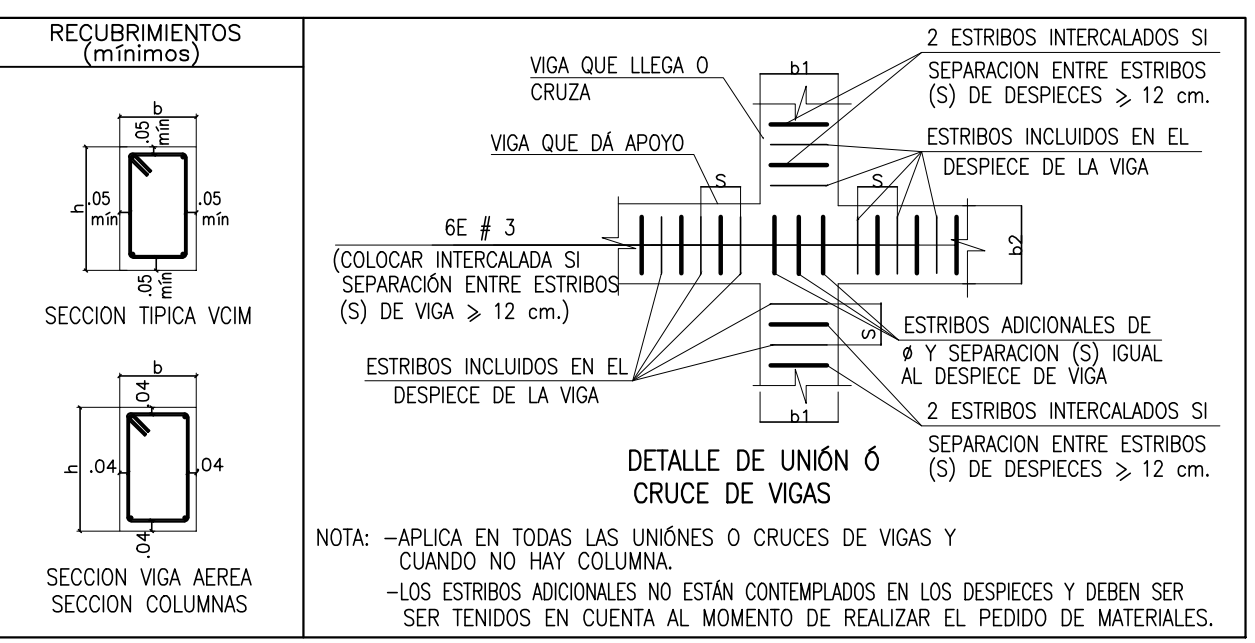 RECUBRIMIENTOS
(mínimos)
b
.05
mín
h
.05
mín
.05
mín
.05
mín
SECCION TIPICA VCIM
b
.04
h
.04
.04
.04
SECCION VIGA AEREA
SECCION COLUMNAS
2 ESTRIBOS INTERCALADOS SI
SEPARACION ENTRE ESTRIBOS
(S) DE DESPIECES ⩾ 12 cm.
VIGA QUE LLEGA O
CRUZA
b1
ESTRIBOS INCLUIDOS EN EL
DESPIECE DE LA VIGA
VIGA QUE DÁ APOYO
S
S
6E # 3
(COLOCAR INTERCALADA SI
SEPARACIÓN ENTRE ESTRIBOS
(S) DE VIGA ⩾ 12 cm.)
b2
S
ESTRIBOS ADICIONALES DE
ø Y SEPARACION (S) IGUAL
AL DESPIECE DE VIGA
ESTRIBOS INCLUIDOS EN EL
DESPIECE DE LA VIGA
b1
2 ESTRIBOS INTERCALADOS SI
SEPARACION ENTRE ESTRIBOS
(S) DE DESPIECES ⩾ 12 cm.
DETALLE DE UNIÓN Ó
CRUCE DE VIGAS
NOTA: -APLICA EN TODAS LAS UNIÓNES O CRUCES DE VIGAS Y
CUANDO NO HAY COLUMNA.
-LOS ESTRIBOS ADICIONALES NO ESTÁN CONTEMPLADOS EN LOS DESPIECES Y DEBEN SER
SER TENIDOS EN CUENTA AL MOMENTO DE REALIZAR EL PEDIDO DE MATERIALES.